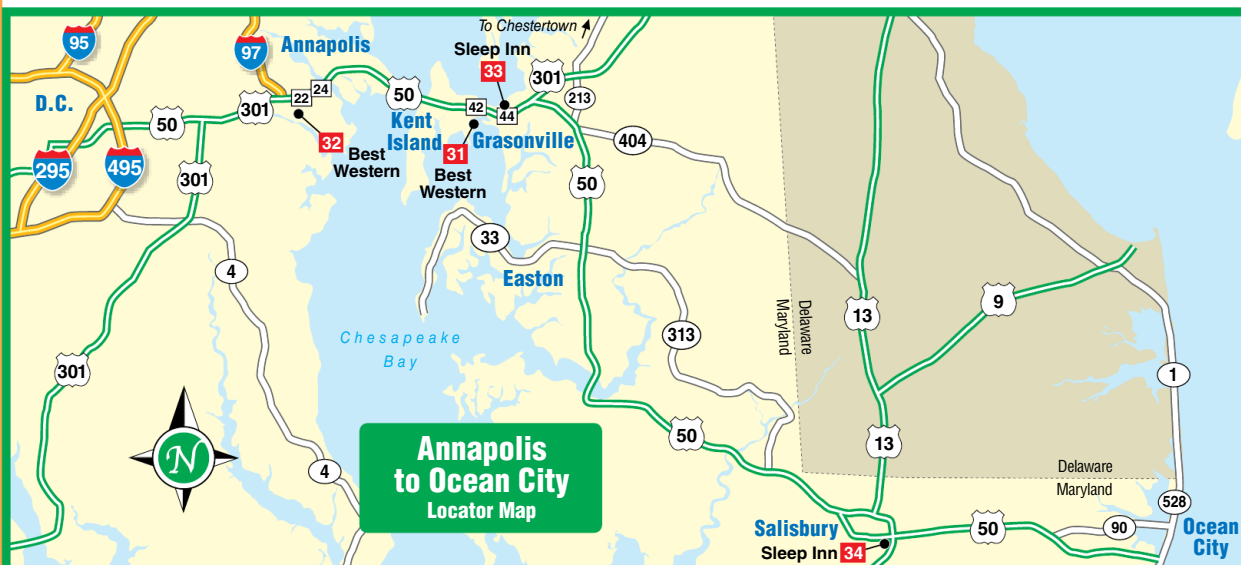 To Chestertown
95
97
Annapolis
Sleep Inn
33
301
D.C.
22
24
50
42
44
213
301
50
Kent
Island
Grasonville
404
32
Best
Western
31
Best
Western
295
495
301
50
4
33
Easton
313
Maryland
Delaware
13
9
Chesapeake
Bay
301
1
N
4
Annapolis
to Ocean City
Locator Map
50
13
Delaware
Maryland
528
Salisbury
Sleep Inn
34
50
90
Ocean
City